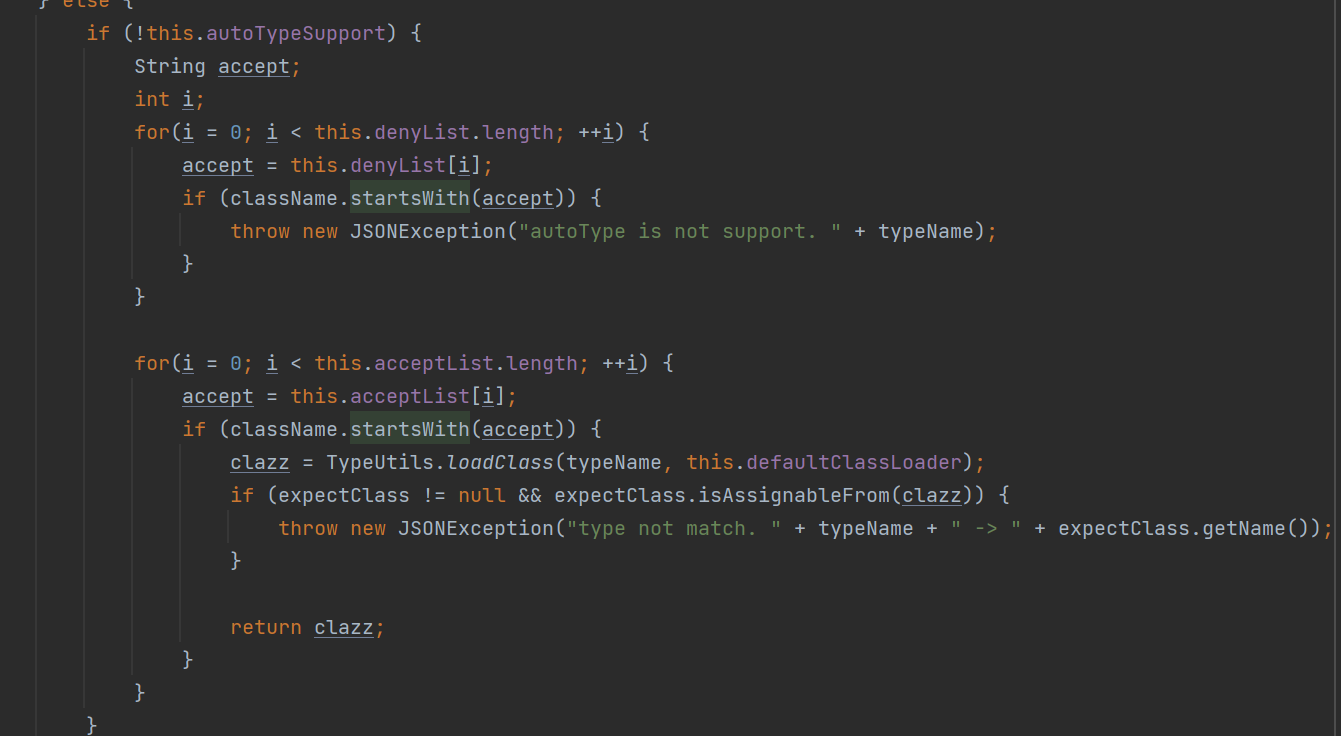 } else {
if (!this.autoTypeSupport) {
String accept;
int i;
for(i = 0; i < this.denyList.length; ++i) {
accept = this.denyList[i];
if (className.startsWith(accept)) {
throw new JSONException("autoType is not support. " + typeName);
}
}
for(i = 0; i < this.acceptList.length; ++i) {
accept = this.acceptList[i];
if (className.startsWith(accept)) {
clazz = TypeUtils.loadClass(typeName, this.defaultClassLoader);
if (expectClass != null && expectClass.isAssignableFrom(clazz)) {
throw new JSONException("type not match. " + typeName + " -> " + expectClass.getName());
}
return clazz;
}
}
}